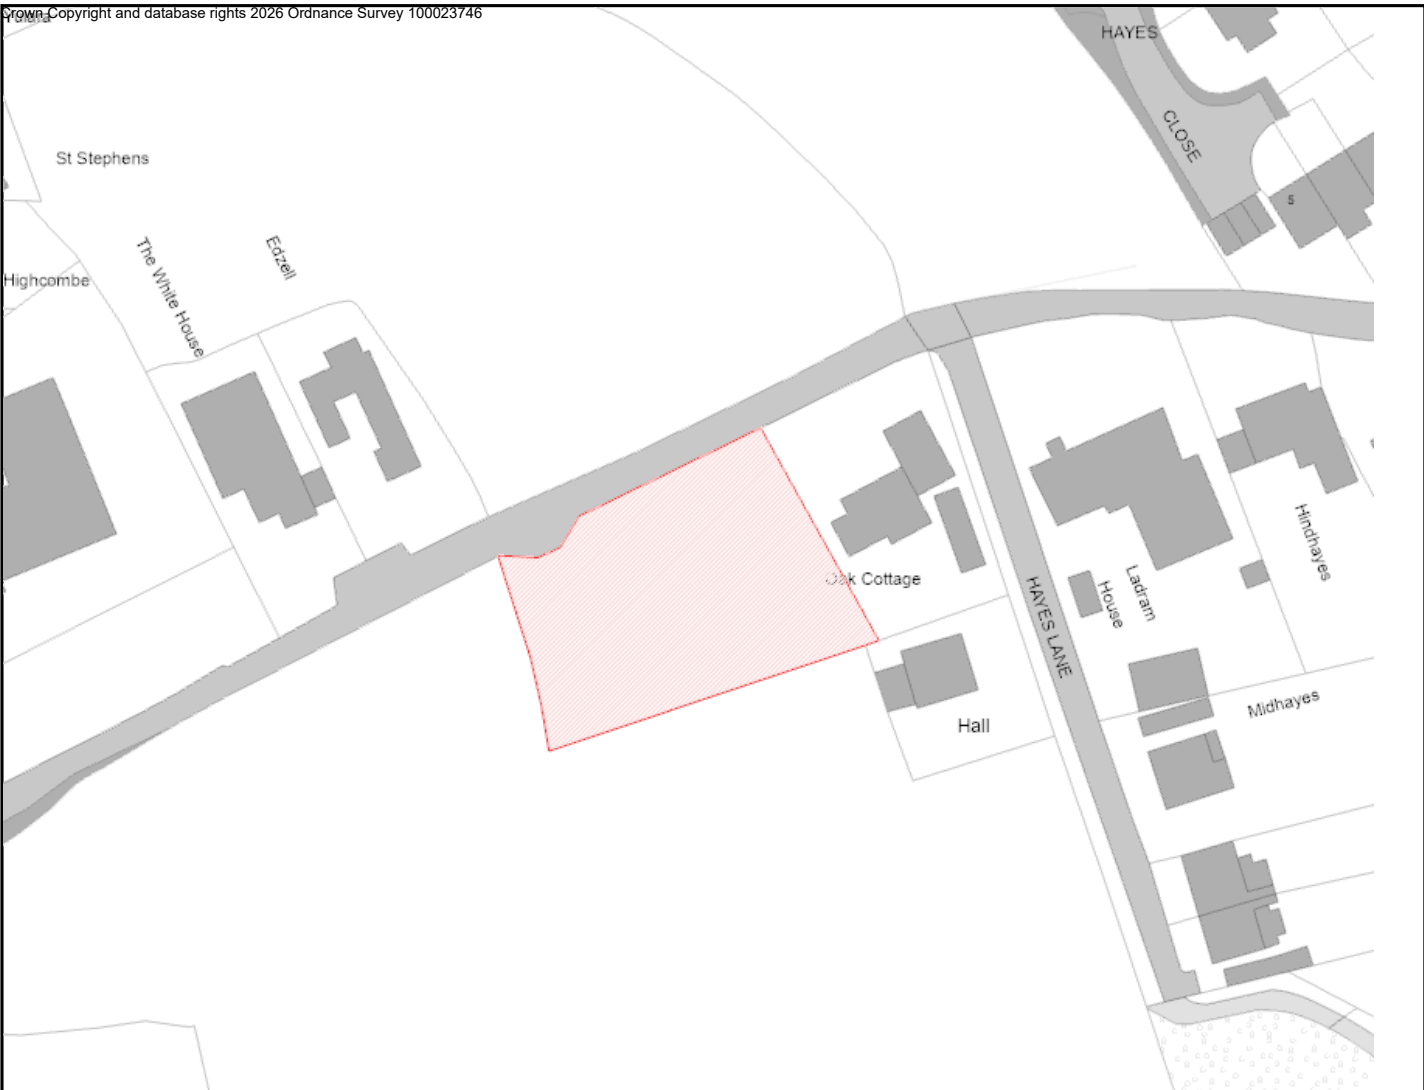 Crown Copyright and database rights 2026 Ordnance Survey 100023746
HAYES
CLOSE
St Stephens
5
The White House
Edzell
Highcombe
Oak Cottage
Hindhayes
Ladram
House
HAYES LANE
Midhayes
Hall